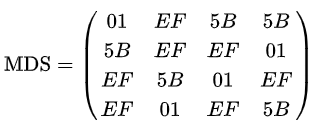 01 EF 5B 5B
5B EF EF 01
MDS =
EF 5B 01 EF
EF 01 EF 5B